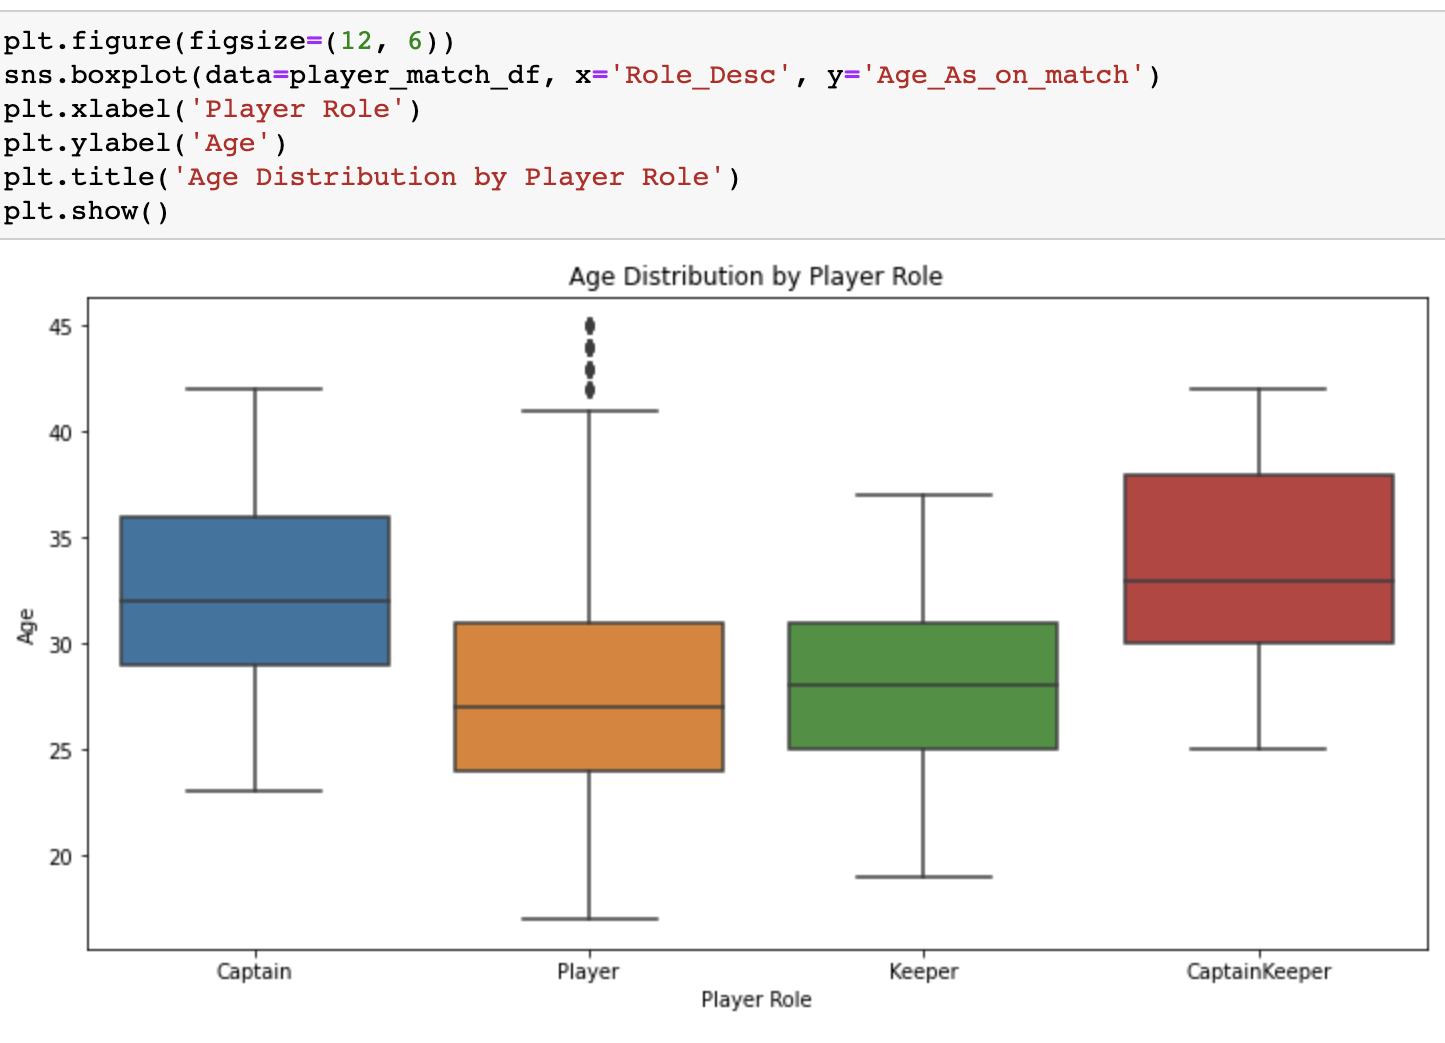 plt.figure(figsize=(12, 6))
sns.boxplot(data=player_match_df, x='Role_Desc', y='Age_As_on_match')
plt.xlabel('Player Role')
plt.ylabel('Age')
plt.title('Age Distribution by Player Role')
plt.show()
Age Distribution by Player Role
45
40
35
30
25
20
Age
Captain
Player
Keeper
CaptainKeeper
Player Role